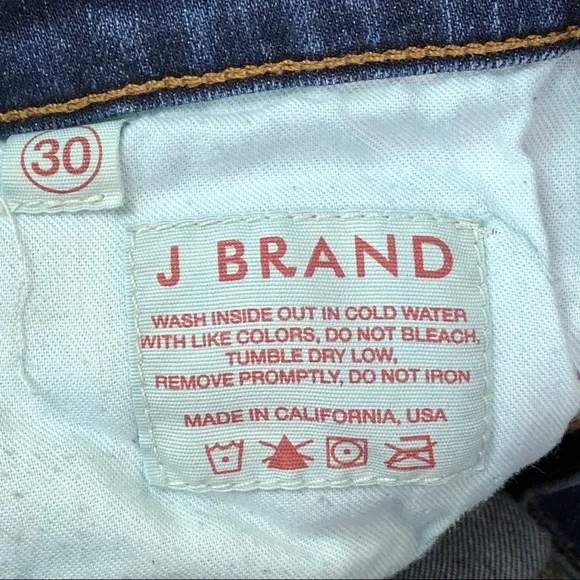 30
J BRAND
WASH INSIDE OUT IN COLD WATER
WITH LIKE COLORS, DO NOT BLEACH,
TUMBLE DRY LOW,
REMOVE PROMPTLY, DO NOT IRON
MADE IN CALIFORNIA, USA